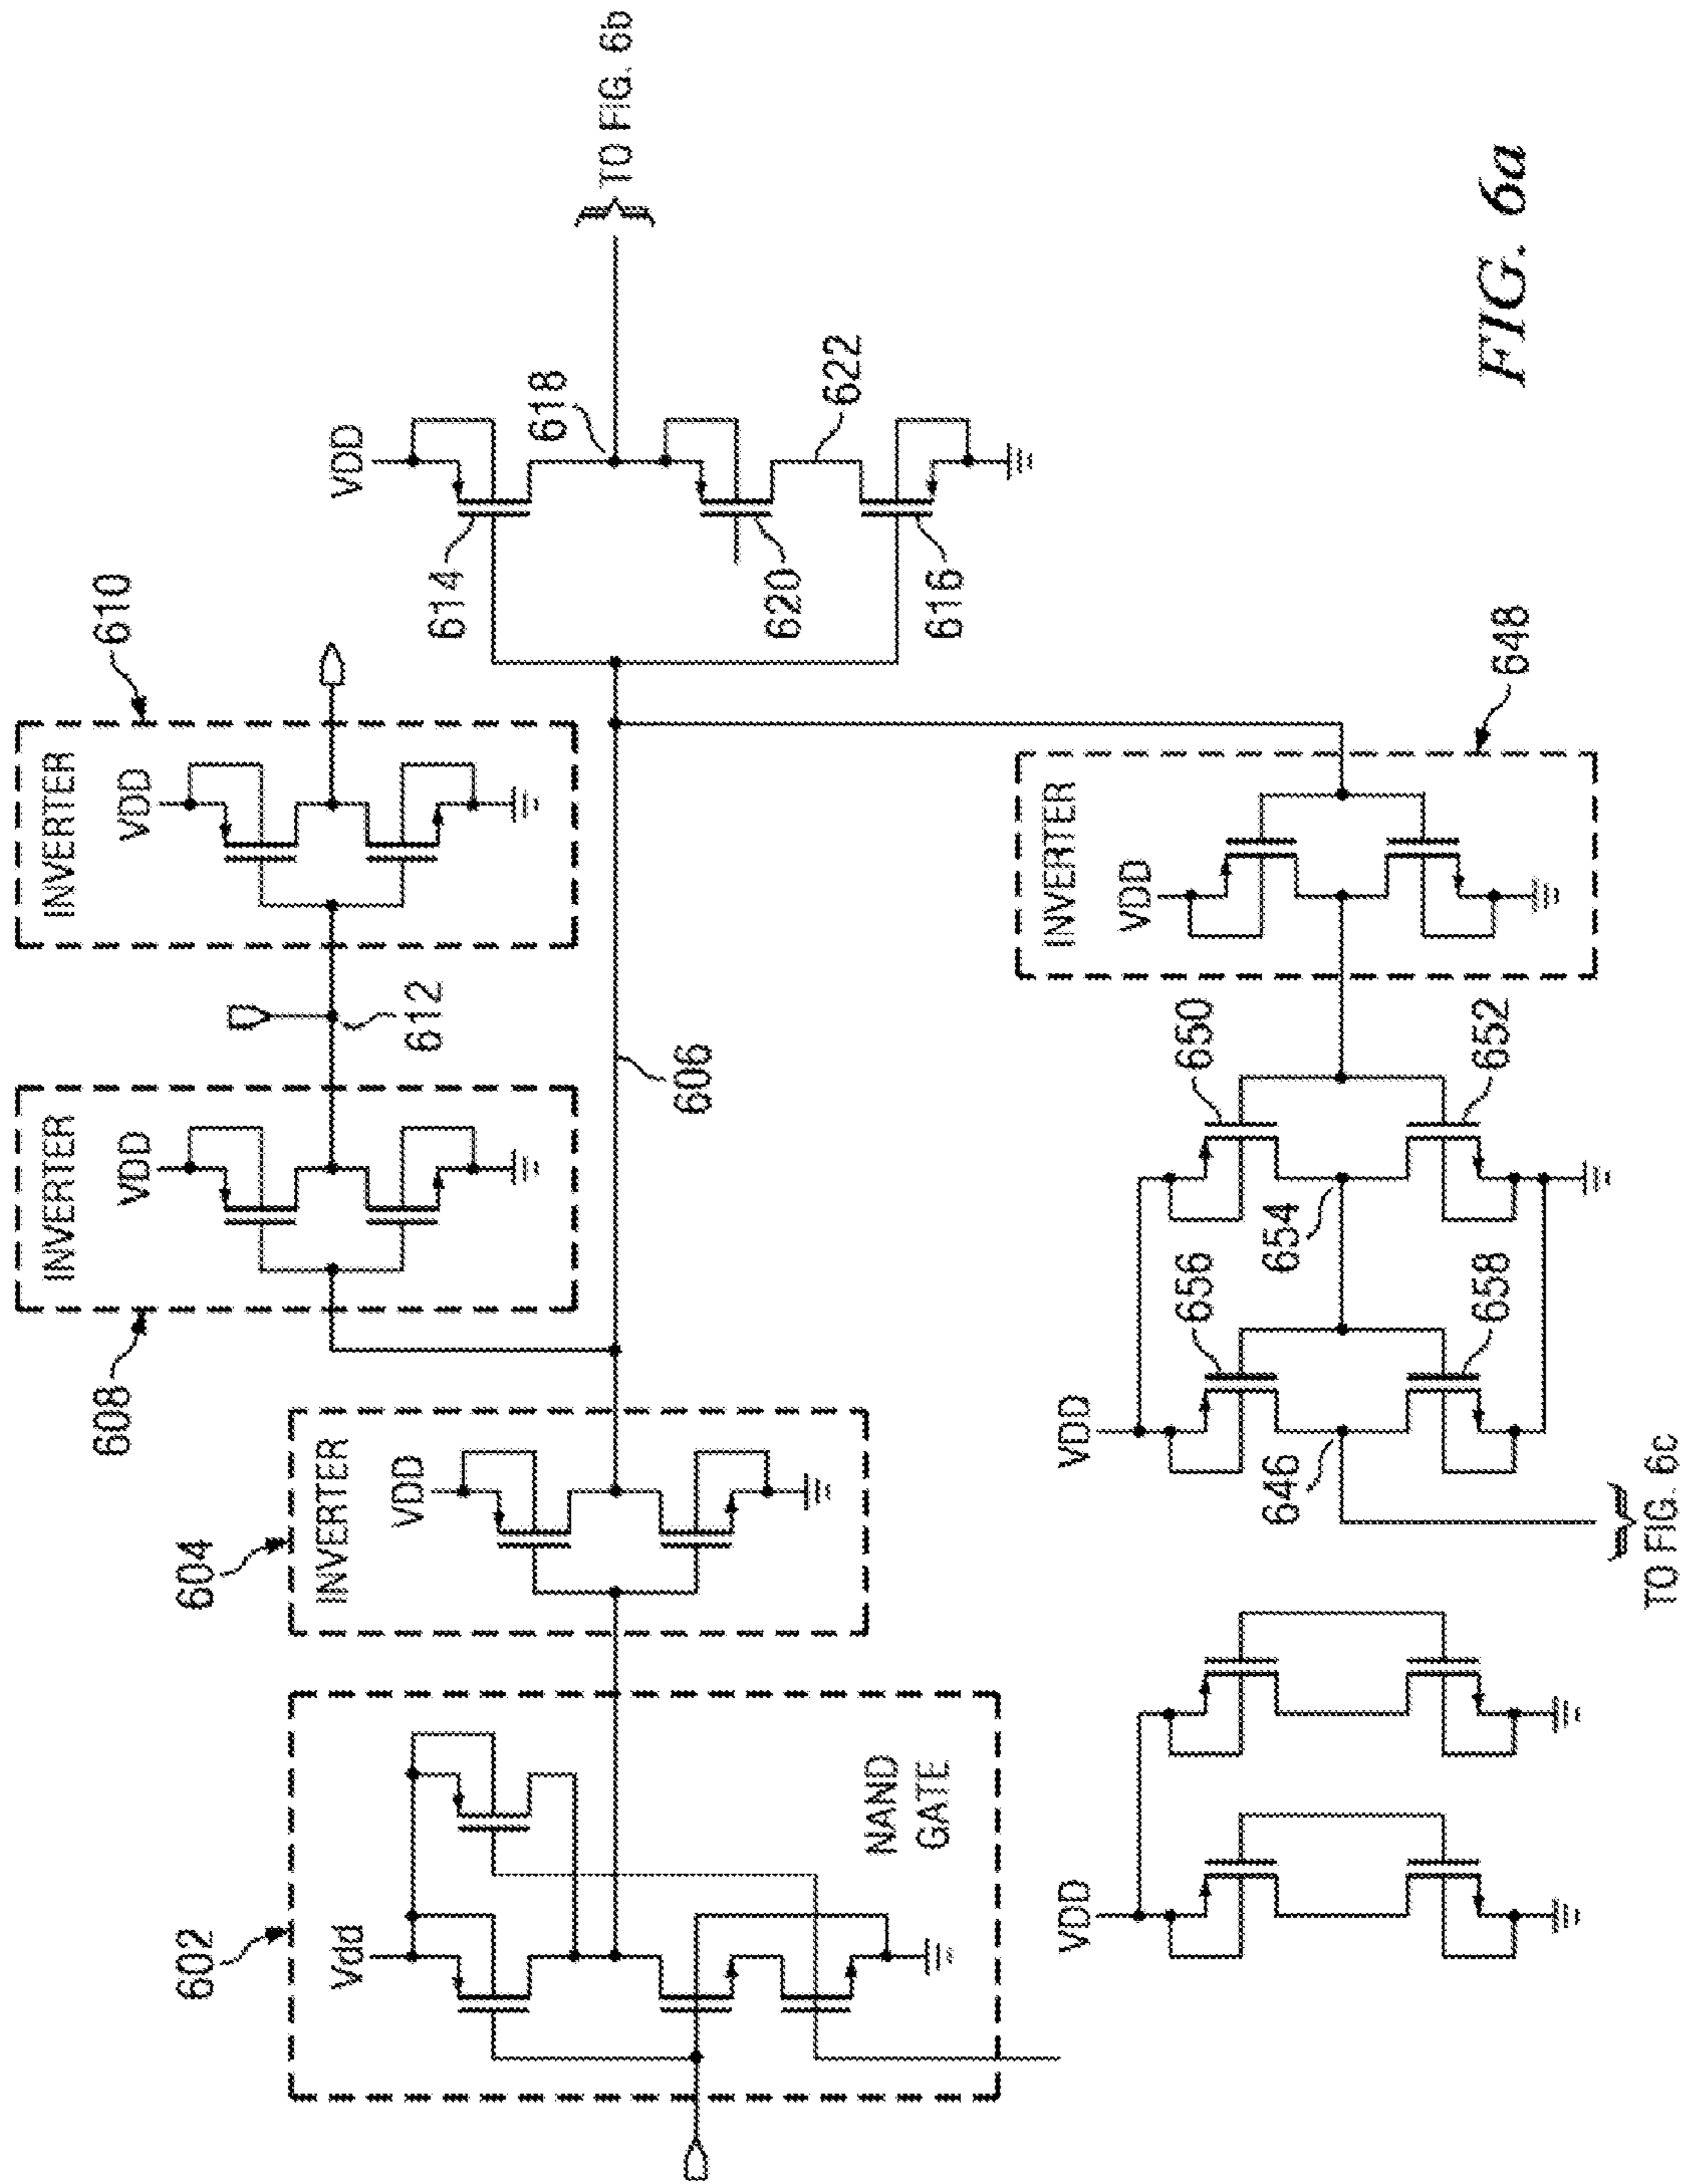 610
INVERTER
VDD
608
INVERTER
VDD
612
604
INVERTER
VDD
602
Vdd
NAND
GATE
606
VDD
614
618
TO FIG. 6b
620
622
616
648
INVERTER
VDD
650
652
654
656
658
VDD
646
TO FIG. 6c
VDD
FIG. 6a